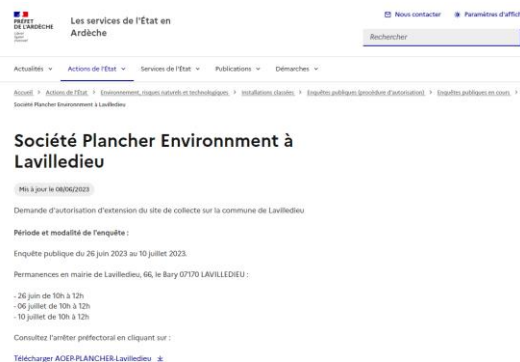 PRÉFET
DE L'ARDÈCHE
Les services de l'État en
Ardèche
Nous contacter
Paramètres d'affich
Rechercher
Actualités
Actions de l'État
Services de l'État
Publications
Démarches
Accueil > Actions de l'État > Environnement, risques naturels et technologiques > Installations classées > Enquêtes publiques (procédure d'autorisation) > Enquêtes publiques en cours >
Société Plancher Environnment à Lavilledieu
Société Plancher Environnment à
Lavilledieu
Mis à jour le 08/06/2023
Demande d'autorisation d'extension du site de collecte sur la commune de Lavilledieu
Période et modalité de l'enquête :
Enquête publique du 26 juin 2023 au 10 juillet 2023.
Permanences en mairie de Lavilledieu, 66, le Bary 07170 LAVILLEDIEU :
- 26 juin de 10h à 12h
- 06 juillet de 10h à 12h
- 10 juillet de 10h à 12h
Consultez l'arrêter préfectoral en cliquant sur :
Télécharger AOEP-PLANCHER-Lavilledieu